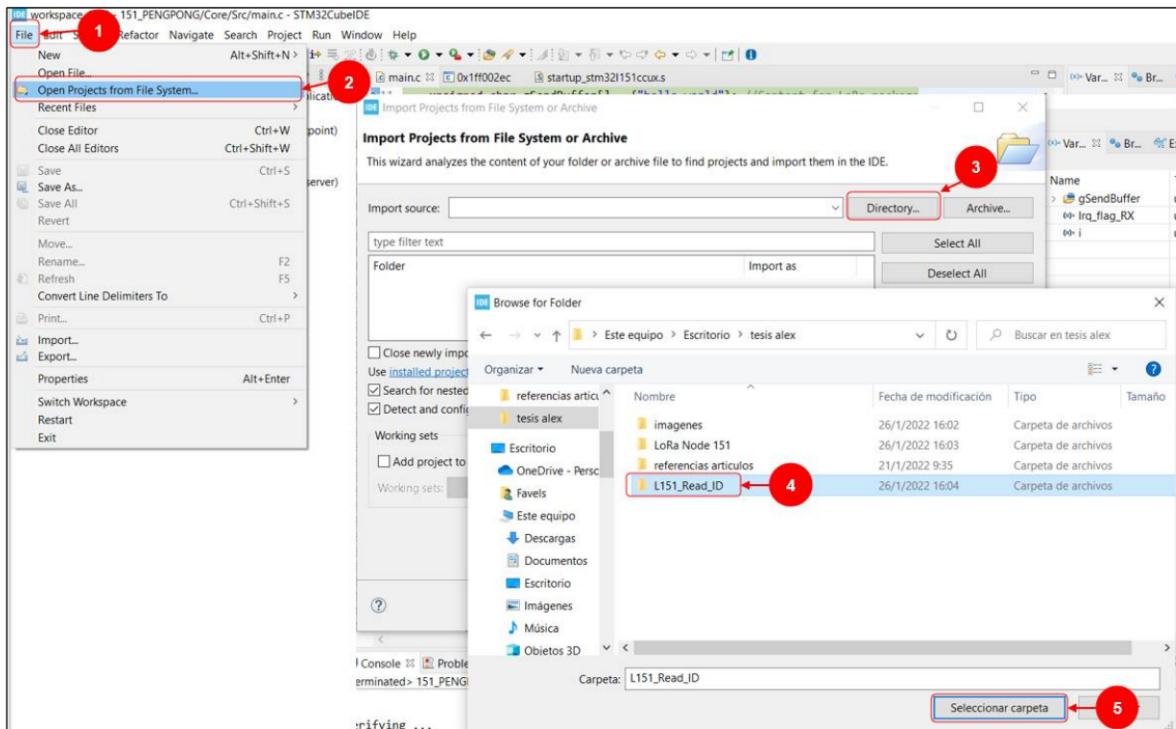 workspace 151_PENGPONG/Core/Src/main.c - STM32CubeIDE
File Edit Refactor Navigate Search Project Run Window Help
1
New Alt+Shift+N >
Open File...
Open Projects from File System...
2
Recent Files >
Close Editor Ctrl+W
Close All Editors Ctrl+Shift+W
Save Ctrl+S
Save As...
Save All Ctrl+Shift+S
Revert
Move...
Rename... F2
Refresh F5
Convert Line Delimiters To >
Print... Ctrl+P
Import...
Export...
Properties Alt+Enter
Switch Workspace >
Restart
Exit
point)
server)
main.c 0x1ff002ec startup_stm32l151ccux.s
Import Projects from File System or Archive
Import Projects from File System or Archive
This wizard analyzes the content of your folder or archive file to find projects and import them in the IDE.
3
Import source: Directory... Archive...
type filter text Select All
Folder Import as Deselect All
Close newly impo
Use installed project
Search for nested
Detect and config
Working sets
Add project to
Working sets:
(x)= Var... Br...
(x)= Var... Br... E
Name
gSendBuffer
Irq_flag_RX
i
Browse for Folder
Este equipo > Escritorio > tesis alex Buscar en tesis alex
Organizar Nueva carpeta
referencias articu
tesis alex
Escritorio
OneDrive - Persc
Favels
Este equipo
Descargas
Documentos
Escritorio
Imágenes
Música
Objetos 3D
Nombre Fecha de modificación Tipo Tamaño
imagenes 26/1/2022 16:02 Carpeta de archivos
LoRa Node 151 26/1/2022 16:03 Carpeta de archivos
referencias articulos 21/1/2022 9:35 Carpeta de archivos
L151_Read_ID 4 26/1/2022 16:04 Carpeta de archivos
Carpeta: L151_Read_ID
Seleccionar carpeta 5
Console Proble
erminated> 151_PENG
erifying ...